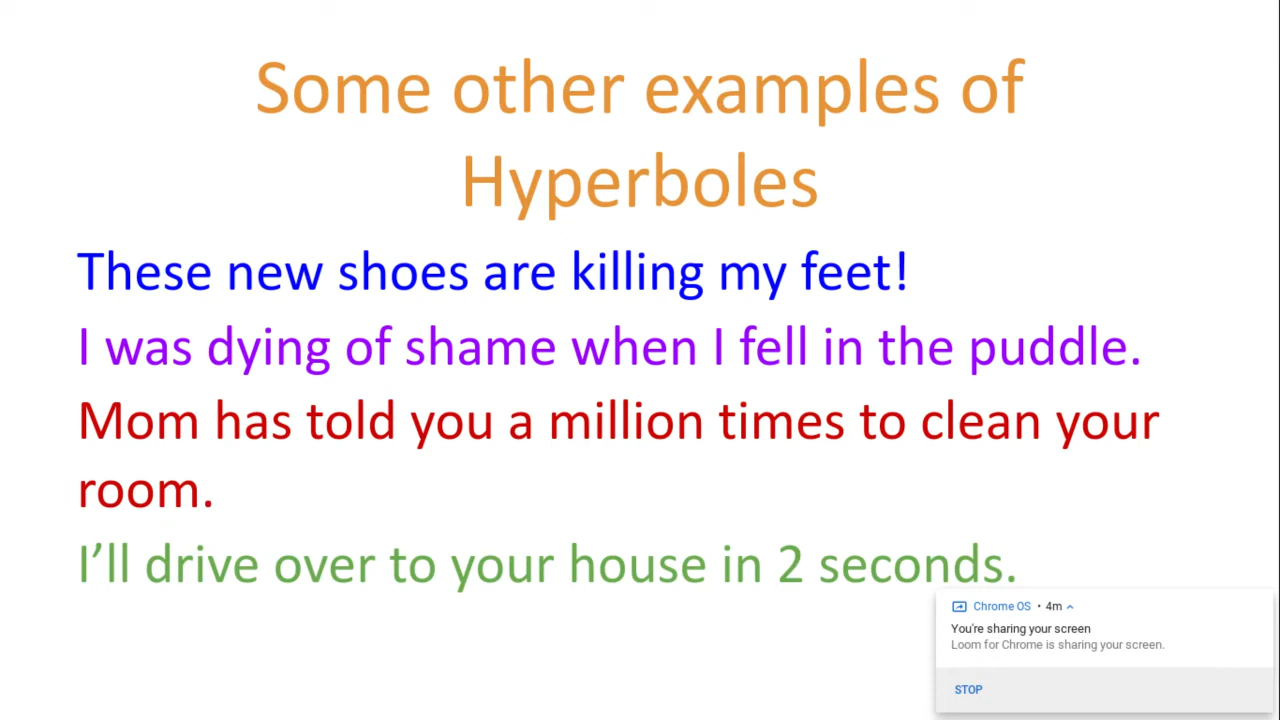 Some other examples of
Hyperboles
These new shoes are killing my feet!
I was dying of shame when I fell in the puddle.
Mom has told you a million times to clean your
room.
I’ll drive over to your house in 2 seconds.
Chrome OS • 4m
You're sharing your screen
Loom for Chrome is sharing your screen.
STOP